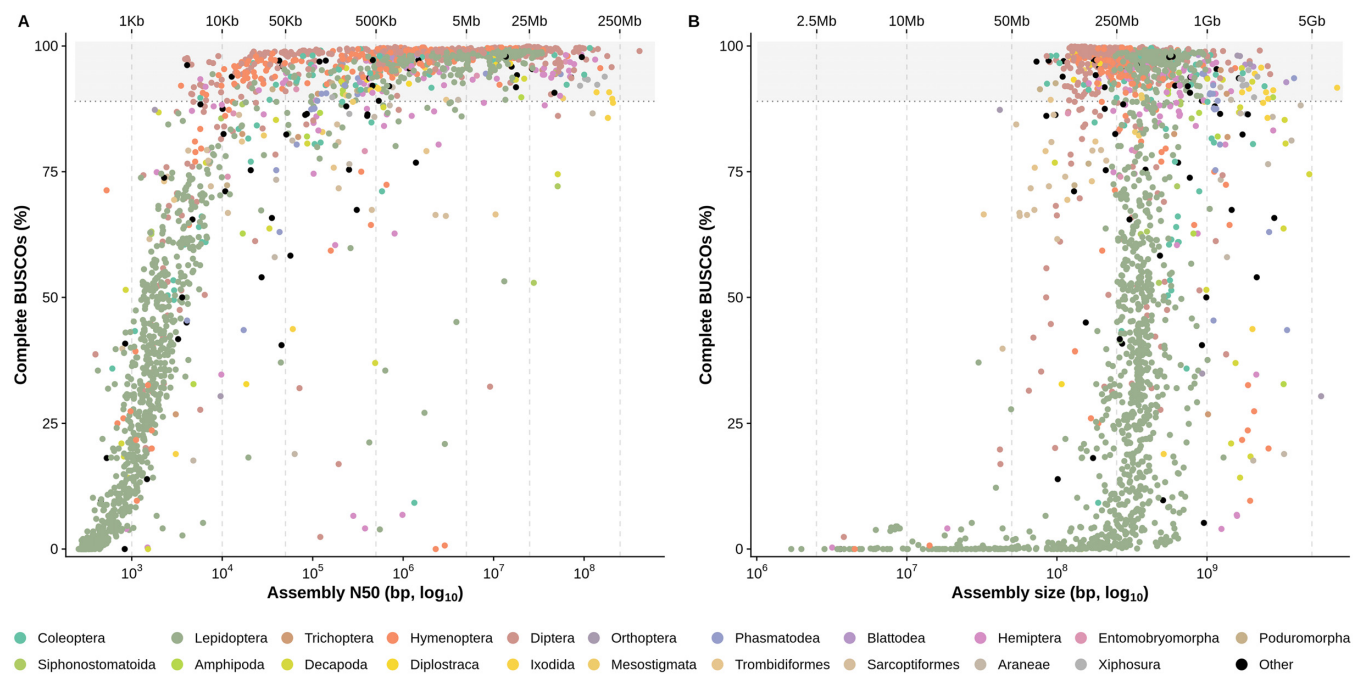 A
1Kb 10Kb 50Kb 500Kb 5Mb 25Mb 250Mb
100
75
50
25
0
Complete BUSCOs (%)
10³ 10⁴ 10⁵ 10⁶ 10⁷ 10⁸
Assembly N50 (bp, log₁₀)
B
2.5Mb 10Mb 50Mb 250Mb 1Gb 5Gb
100
75
50
25
0
Complete BUSCOs (%)
10⁶ 10⁷ 10⁸ 10⁹
Assembly size (bp, log₁₀)
Coleoptera Lepidoptera Trichoptera Hymenoptera Diptera Orthoptera Phasmatodea Blattodea Hemiptera Entomobryomorpha Poduromorpha
Siphonostomatoida Amphipoda Decapoda Diplostraca Ixodida Mesostigmata Trombidiformes Sarcoptiformes Araneae Xiphosura Other